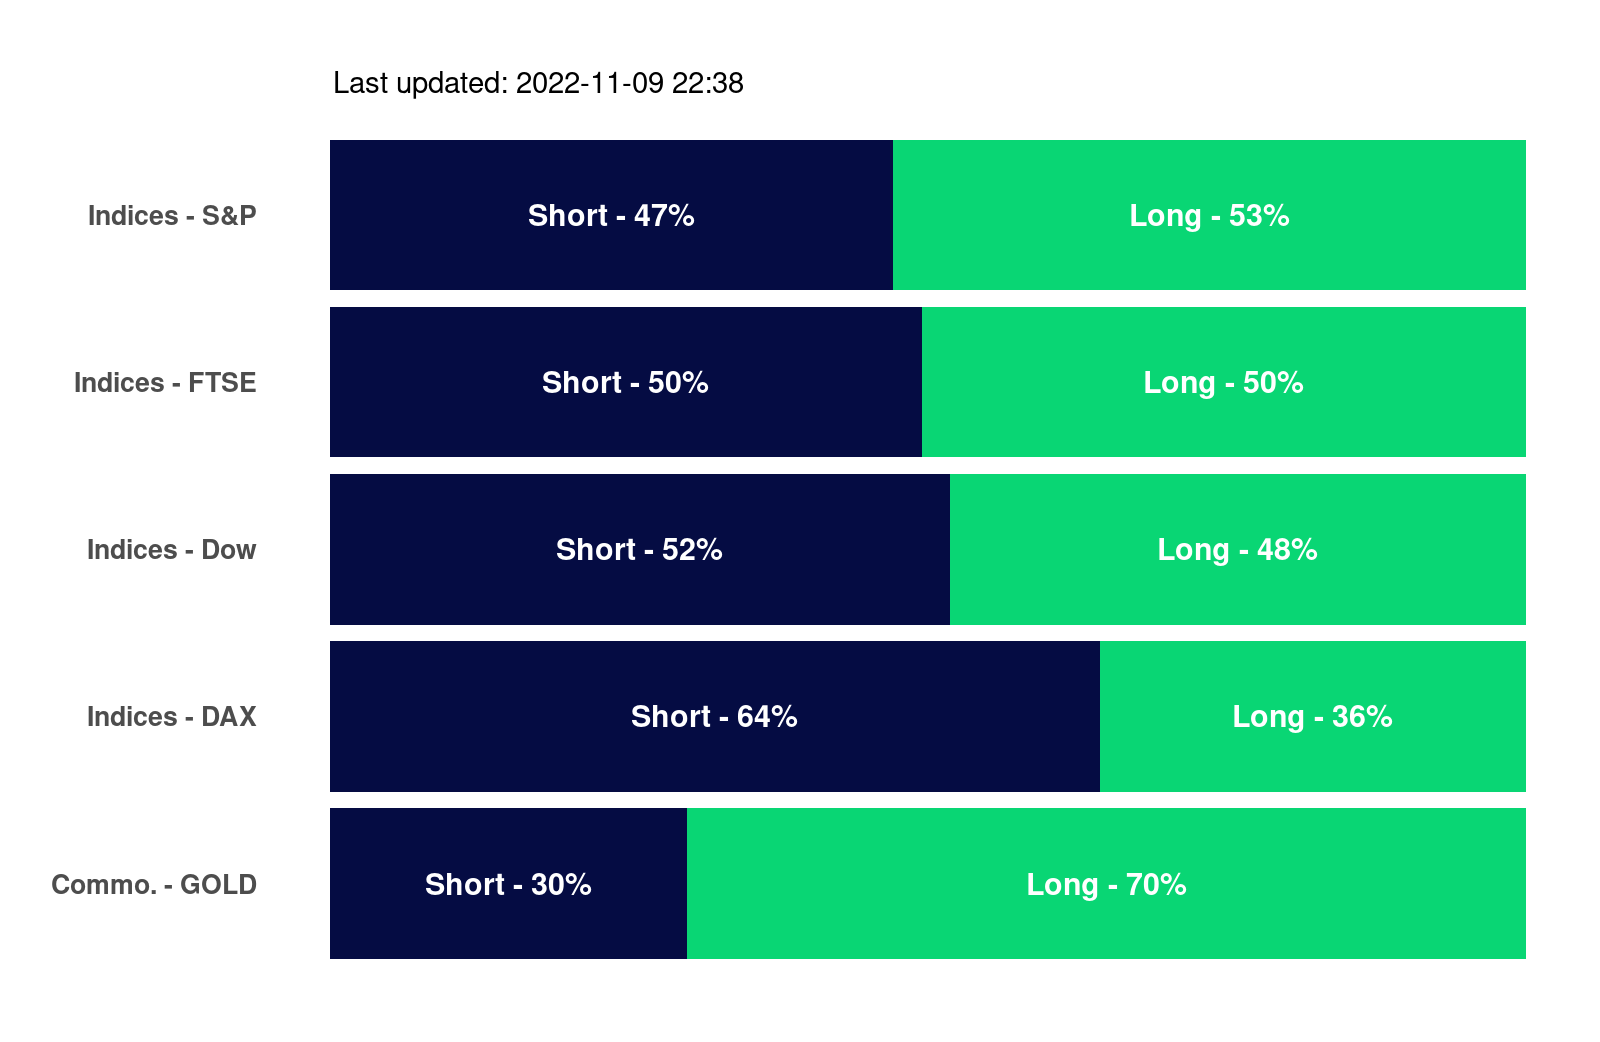 Last updated: 2022-11-09 22:38
Indices - S&P Short - 47% Long - 53%
Indices - FTSE Short - 50% Long - 50%
Indices - Dow Short - 52% Long - 48%
Indices - DAX Short - 64% Long - 36%
Commo. - GOLD Short - 30% Long - 70%